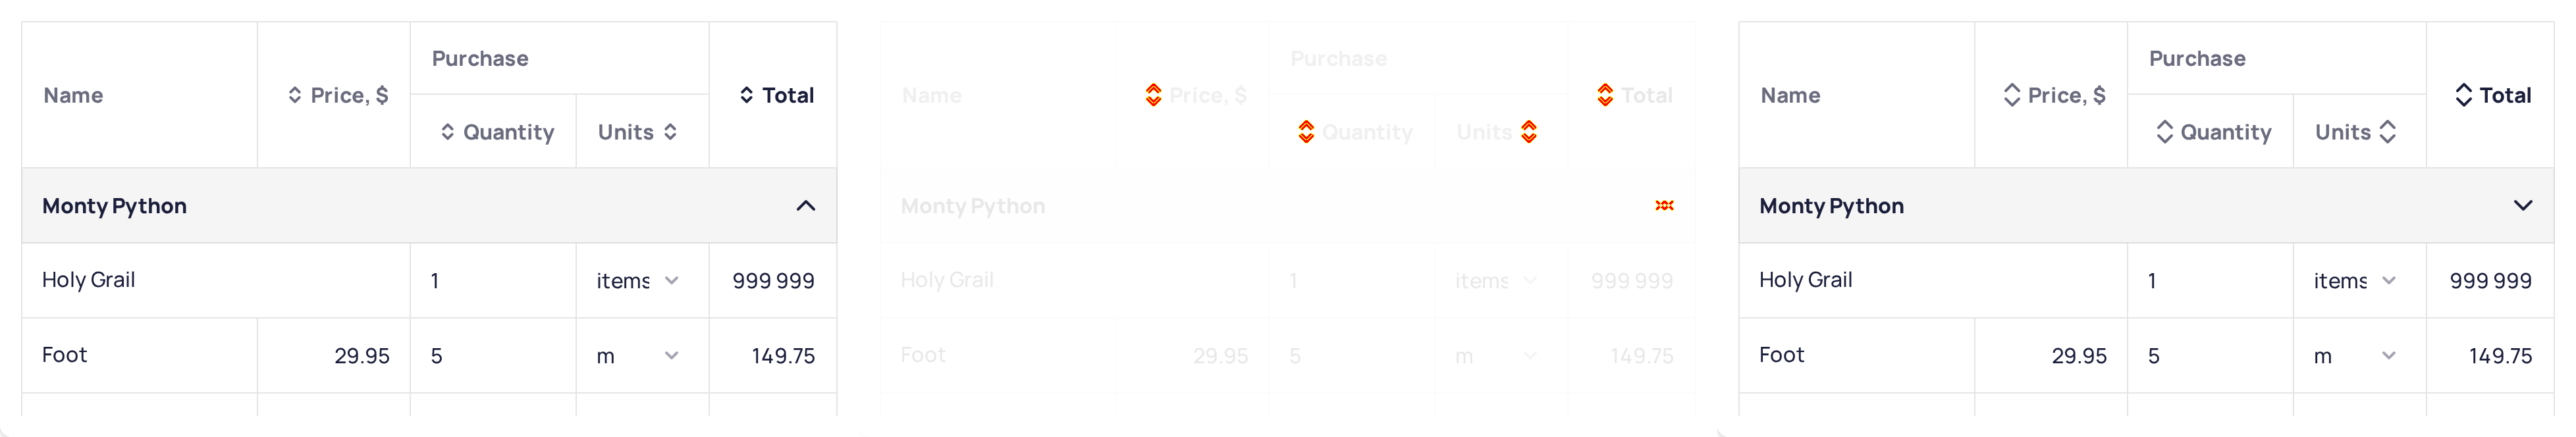 Name Price, $ Purchase Total
Quantity Units
Monty Python
Holy Grail 1 items 999 999
Foot 29.95 5 m 149.75
Name Price, $ Purchase Total
Quantity Units
Monty Python
Holy Grail 1 items 999 999
Foot 29.95 5 m 149.75
Name Price, $ Purchase Total
Quantity Units
Monty Python
Holy Grail 1 items 999 999
Foot 29.95 5 m 149.75